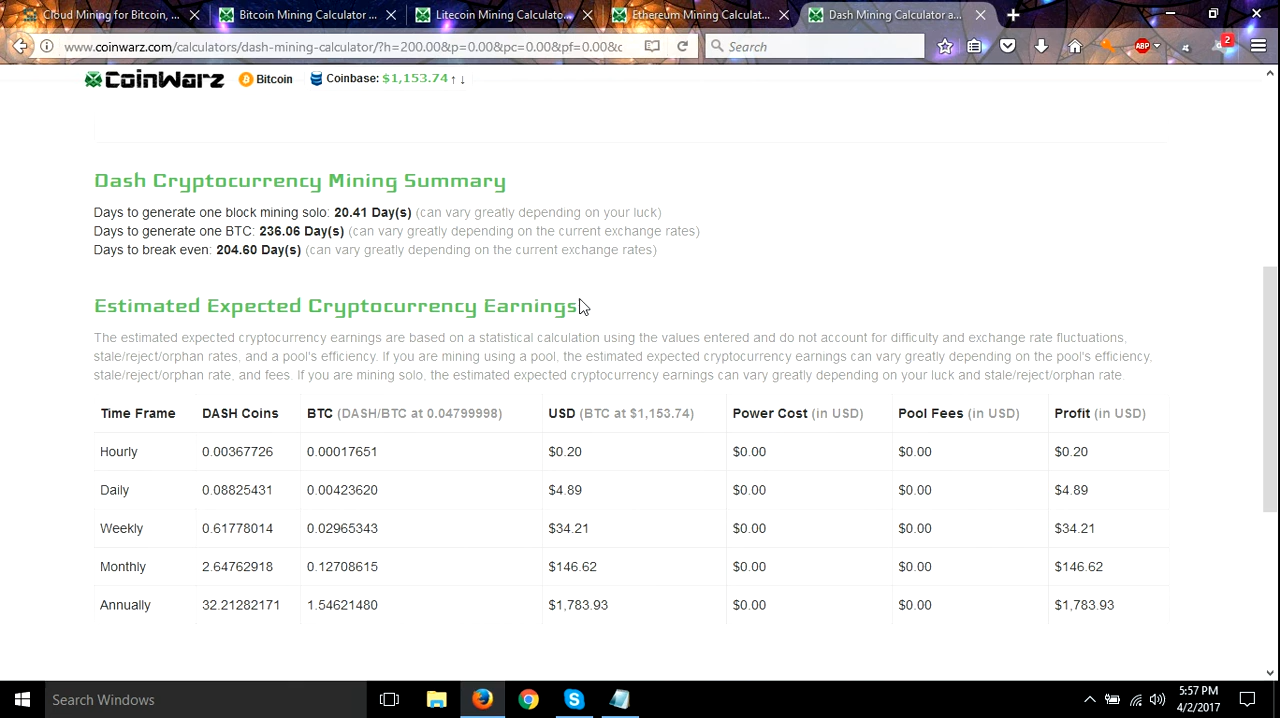 Cloud Mining for Bitcoin, ...
Bitcoin Mining Calculator ...
Litecoin Mining Calculato...
Ethereum Mining Calculat...
Dash Mining Calculator a...
www.coinwarz.com/calculators/dash-mining-calculator/?h=200.00&p=0.00&pc=0.00&pf=0.00&c
Search
ABP
2
CoinWarz
Bitcoin
Coinbase: $1,153.74 ↑ ↓
Dash Cryptocurrency Mining Summary
Days to generate one block mining solo: 20.41 Day(s) (can vary greatly depending on your luck)
Days to generate one BTC: 236.06 Day(s) (can vary greatly depending on the current exchange rates)
Days to break even: 204.60 Day(s) (can vary greatly depending on the current exchange rates)
Estimated Expected Cryptocurrency Earnings
The estimated expected cryptocurrency earnings are based on a statistical calculation using the values entered and do not account for difficulty and exchange rate fluctuations,
stale/reject/orphan rates, and a pool's efficiency. If you are mining using a pool, the estimated expected cryptocurrency earnings can vary greatly depending on the pool's efficiency,
stale/reject/orphan rate, and fees. If you are mining solo, the estimated expected cryptocurrency earnings can vary greatly depending on your luck and stale/reject/orphan rate.
Time Frame DASH Coins BTC (DASH/BTC at 0.04799998) USD (BTC at $1,153.74) Power Cost (in USD) Pool Fees (in USD) Profit (in USD)
Hourly 0.00367726 0.00017651 $0.20 $0.00 $0.00 $0.20
Daily 0.08825431 0.00423620 $4.89 $0.00 $0.00 $4.89
Weekly 0.61778014 0.02965343 $34.21 $0.00 $0.00 $34.21
Monthly 2.64762918 0.12708615 $146.62 $0.00 $0.00 $146.62
Annually 32.21282171 1.54621480 $1,783.93 $0.00 $0.00 $1,783.93
Search Windows
5:57 PM
4/2/2017